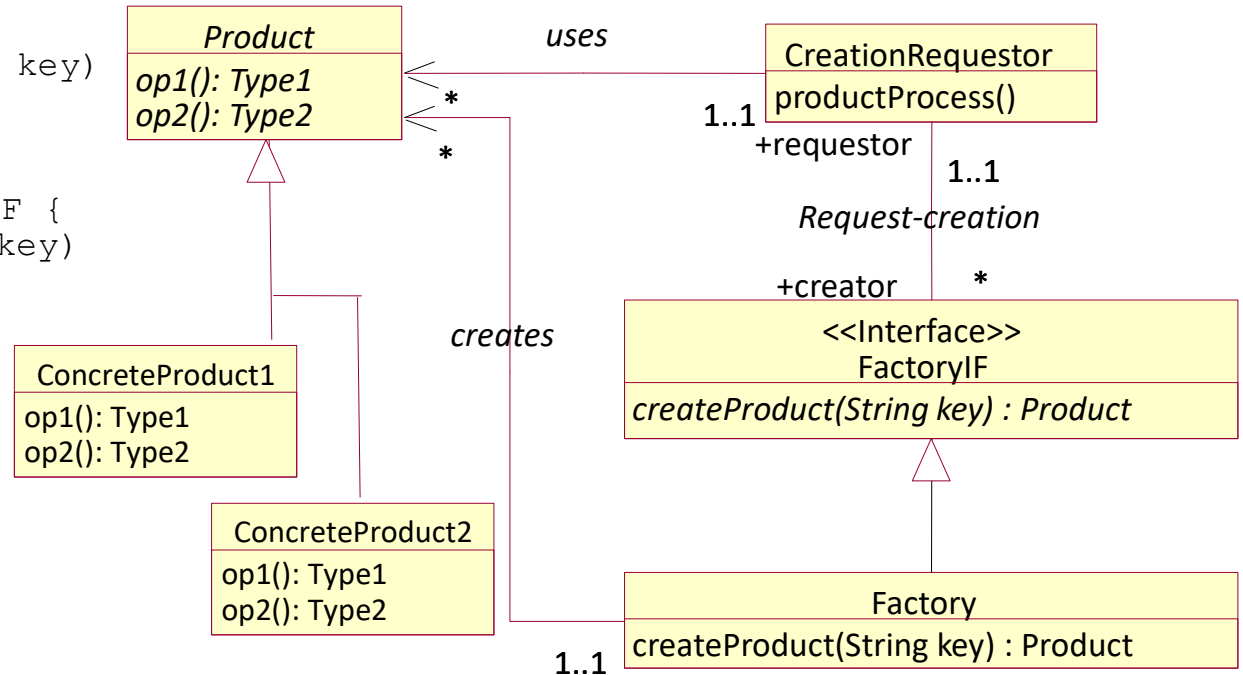 key)
F {
key)
Product
op1(): Type1
op2(): Type2
uses
*
*
CreationRequestor
productProcess()
1..1
+requestor
1..1
Request-creation
+creator
*
<<Interface>>
FactoryIF
createProduct(String key) : Product
creates
ConcreteProduct1
op1(): Type1
op2(): Type2
ConcreteProduct2
op1(): Type1
op2(): Type2
Factory
createProduct(String key) : Product
1..1